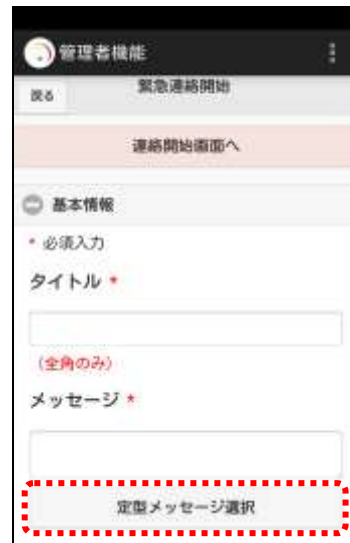 管理者機能
緊急連絡開始
戻る
連絡開始画面へ
基本情報
* 必須入力
タイトル *
(全角のみ)
メッセージ *
定型メッセージ選択